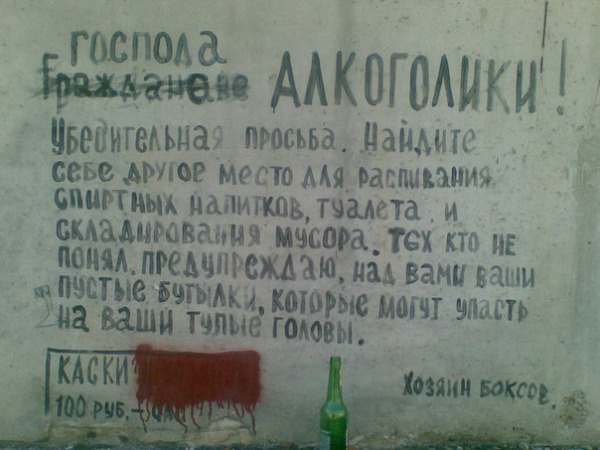 ГОСПОДА
Граждане АЛКОГОЛИКИ!
Убедительная просьба. Найдите
себе другое место для распивания
спиртных напитков, туалета и
складирования мусора. Тех кто не
понял, предупреждаю, над вами ваши
пустые бутылки, которые могут упасть
на ваши тупые головы.
КАСКИ
100 РУБ. –
Хозяин боксов.